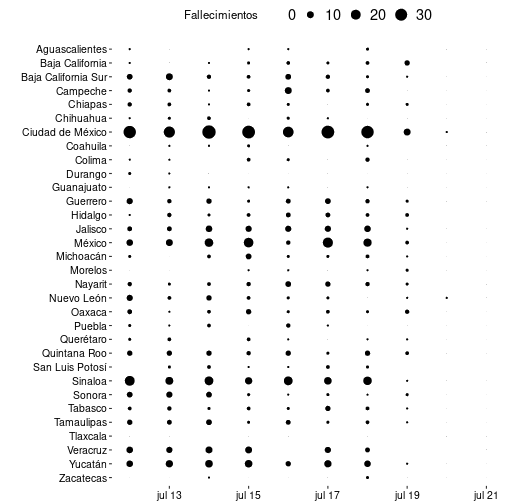 Fallecimientos 0 10 20 30
Aguascalientes
Baja California
Baja California Sur
Campeche
Chiapas
Chihuahua
Ciudad de México
Coahuila
Colima
Durango
Guanajuato
Guerrero
Hidalgo
Jalisco
México
Michoacán
Morelos
Nayarit
Nuevo León
Oaxaca
Puebla
Querétaro
Quintana Roo
San Luis Potosí
Sinaloa
Sonora
Tabasco
Tamaulipas
Tlaxcala
Veracruz
Yucatán
Zacatecas
jul 13 jul 15 jul 17 jul 19 jul 21